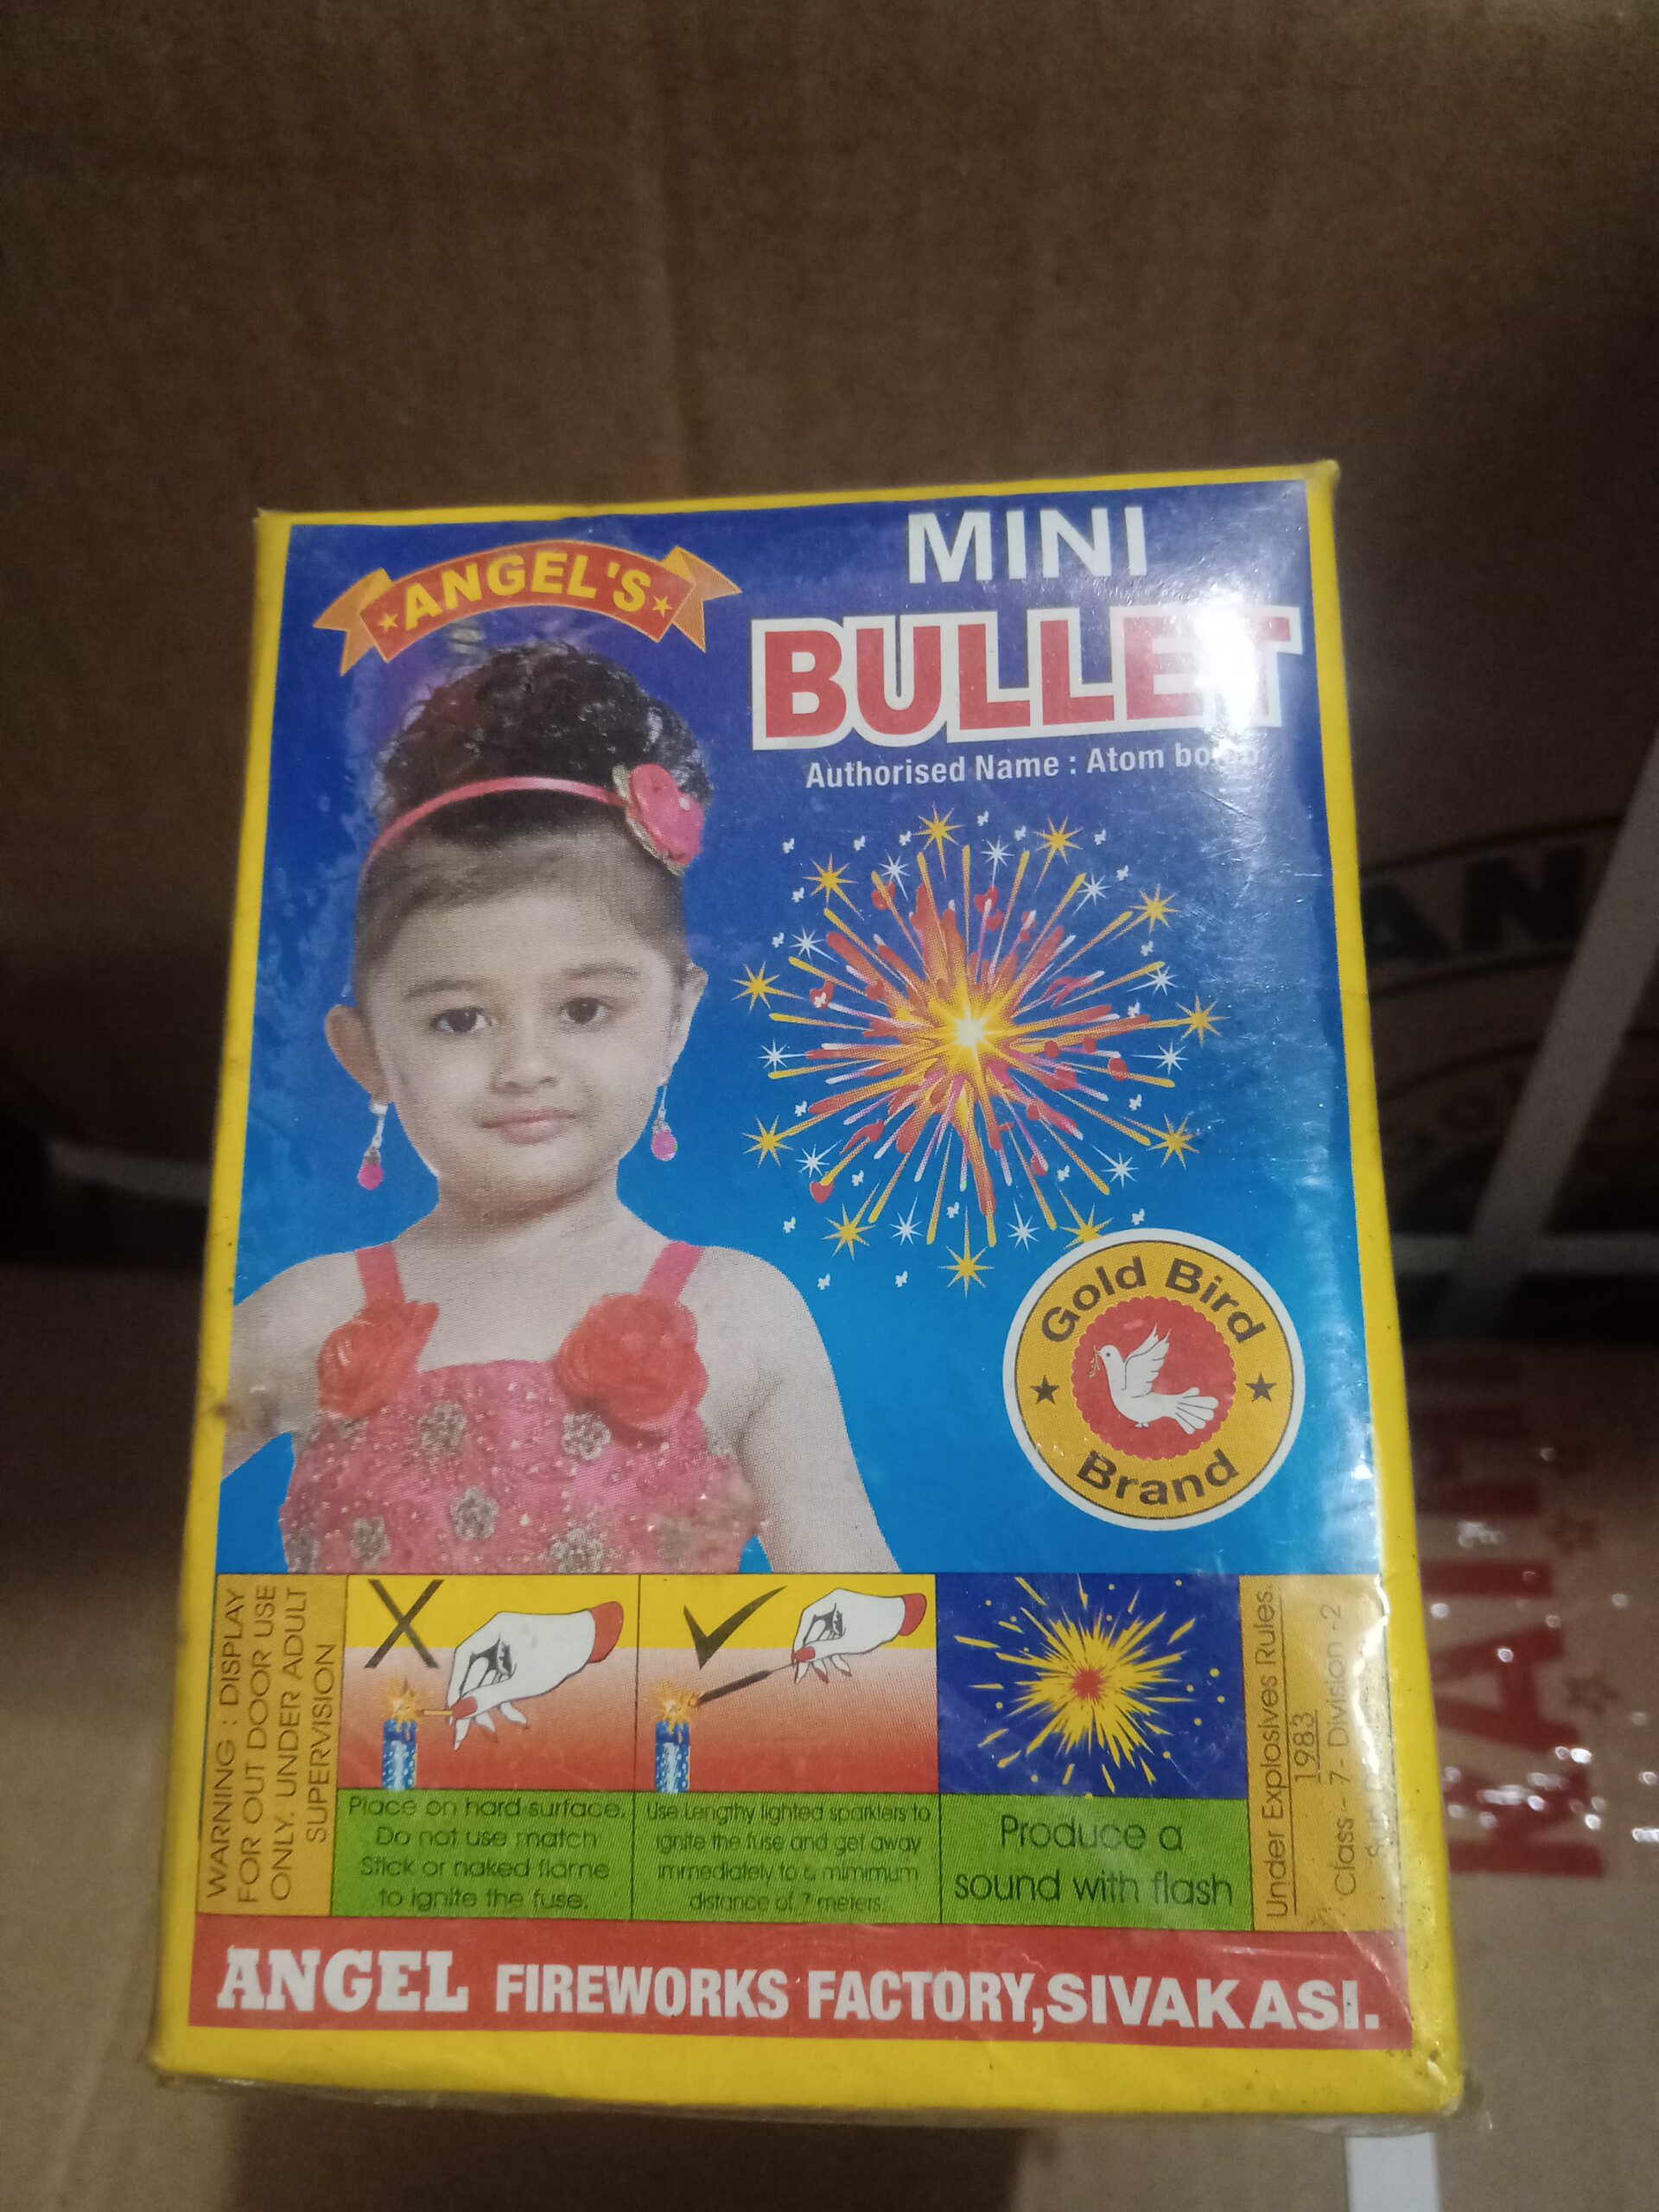 ANGEL'S
MINI
BULLET
Authorised Name : Atom bomb
Gold Bird
Brand
WARNING : DISPLAY
FOR OUT DOOR USE
ONLY. UNDER ADULT
SUPERVISION
X
Place on hard surface.
Do not use match
Stick or naked flame
to ignite the fuse.
Use Lengthy lighted sparklers to
ignite the fuse and get away
immediately to a mimimum
distance of 7 meters.
Produce a
sound with flash
Under Explosives Rules.
1983
Class - 7 - Division - 2
ANGEL FIREWORKS FACTORY,SIVAKASI.
AN